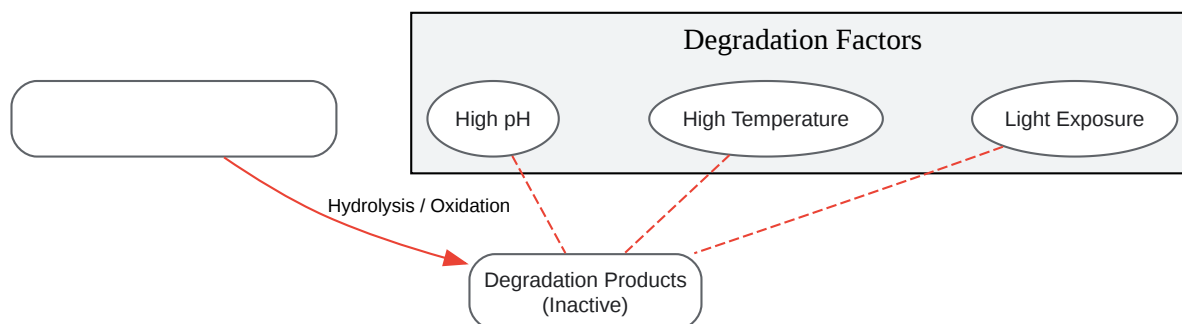 Degradation Factors
High pH
High Temperature
Light Exposure
Hydrolysis / Oxidation
Degradation Products
(Inactive)